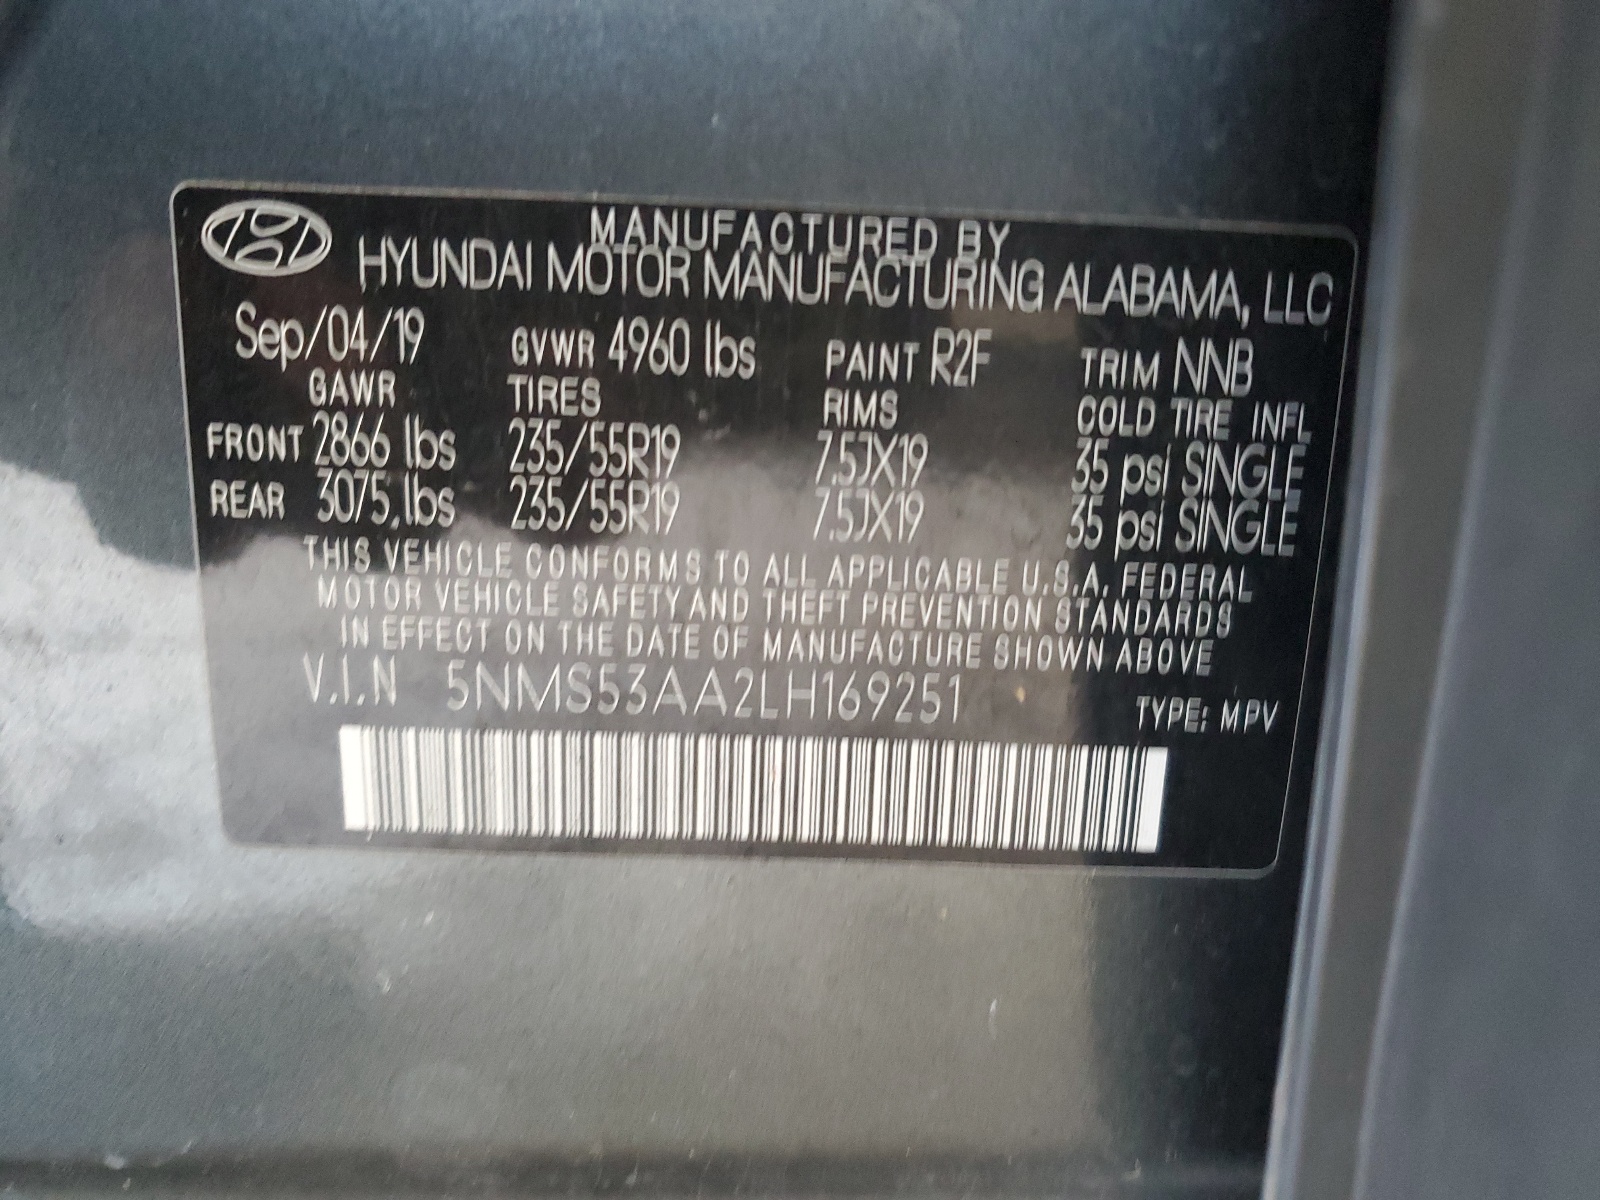 MANUFACTURED BY
HYUNDAI MOTOR MANUFACTURING ALABAMA, LLC
Sep/04/19 GVWR 4960 lbs PAINT R2F TRIM NNB
GAWR TIRES RIMS COLD TIRE INFL
FRONT 2866 lbs 235/55R19 7.5JX19 35 psi SINGLE
REAR 3075 lbs 235/55R19 7.5JX19 35 psi SINGLE
THIS VEHICLE CONFORMS TO ALL APPLICABLE U.S.A. FEDERAL
MOTOR VEHICLE SAFETY AND THEFT PREVENTION STANDARDS
IN EFFECT ON THE DATE OF MANUFACTURE SHOWN ABOVE
V.I.N 5NMS53AA2LH169251 TYPE: MPV